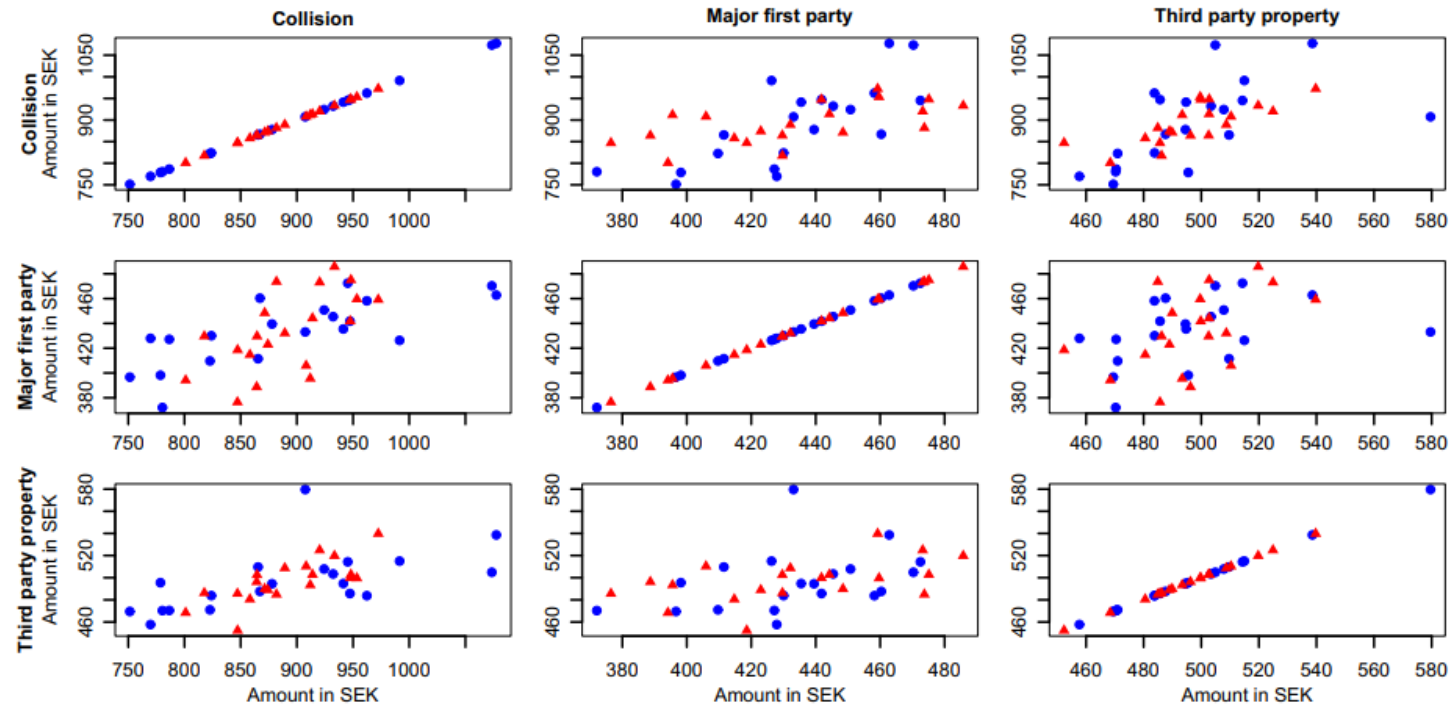 Collision Major first party Third party property
Collision
Amount in SEK
750 900 1050
750 800 850 900 950 1000
750 900 1050
380 400 420 440 460 480
750 900 1050
460 480 500 520 540 560 580
Major first party
Amount in SEK
380 420 460
750 800 850 900 950 1000
380 420 460
380 400 420 440 460 480
380 420 460
460 480 500 520 540 560 580
Third party property
Amount in SEK
460 520 580
750 800 850 900 950 1000
Amount in SEK
460 520 580
380 400 420 440 460 480
Amount in SEK
460 520 580
460 480 500 520 540 560 580
Amount in SEK